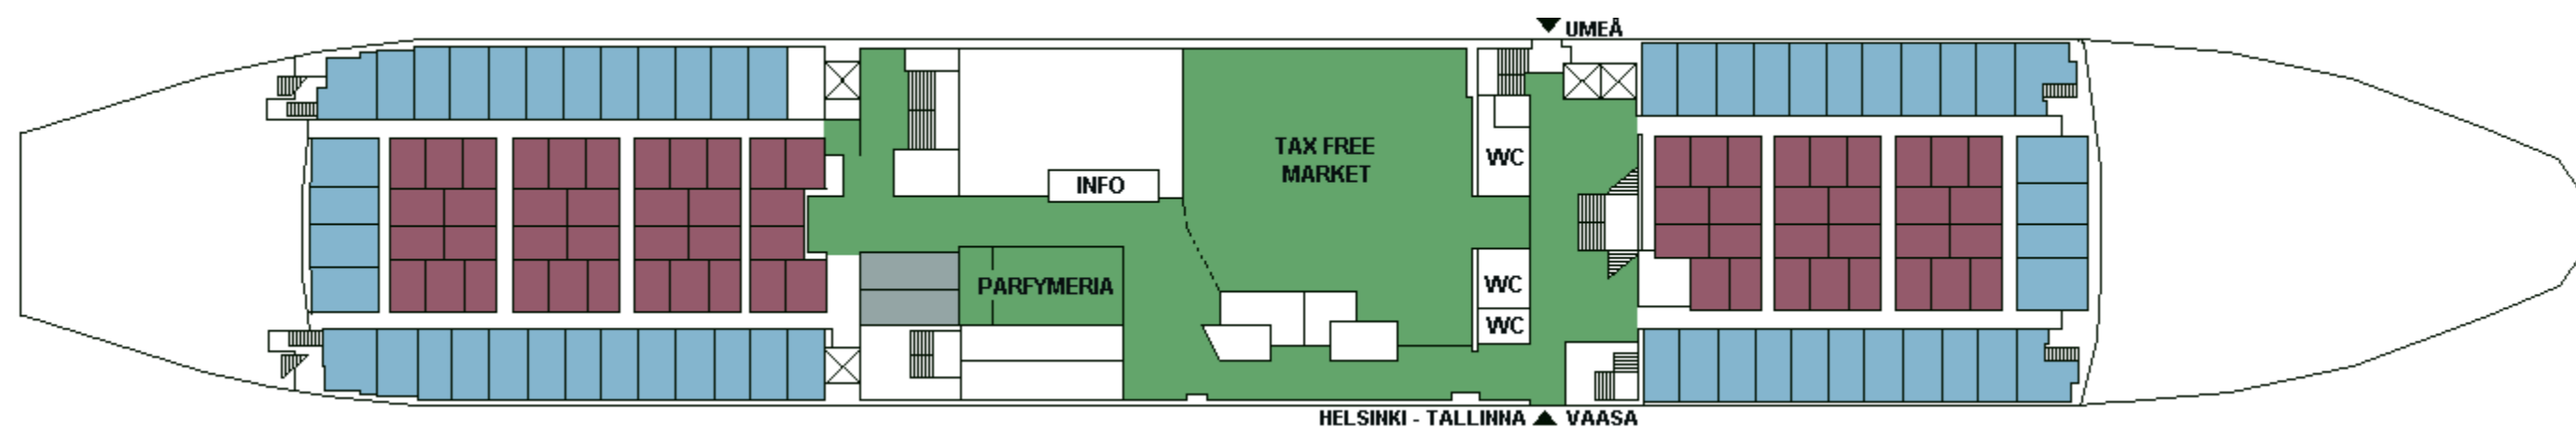 UMEÅ
TAX FREE
MARKET
WC
INFO
PARFYMERIA
WC
WC
HELSINKI - TALLINNA VAASA